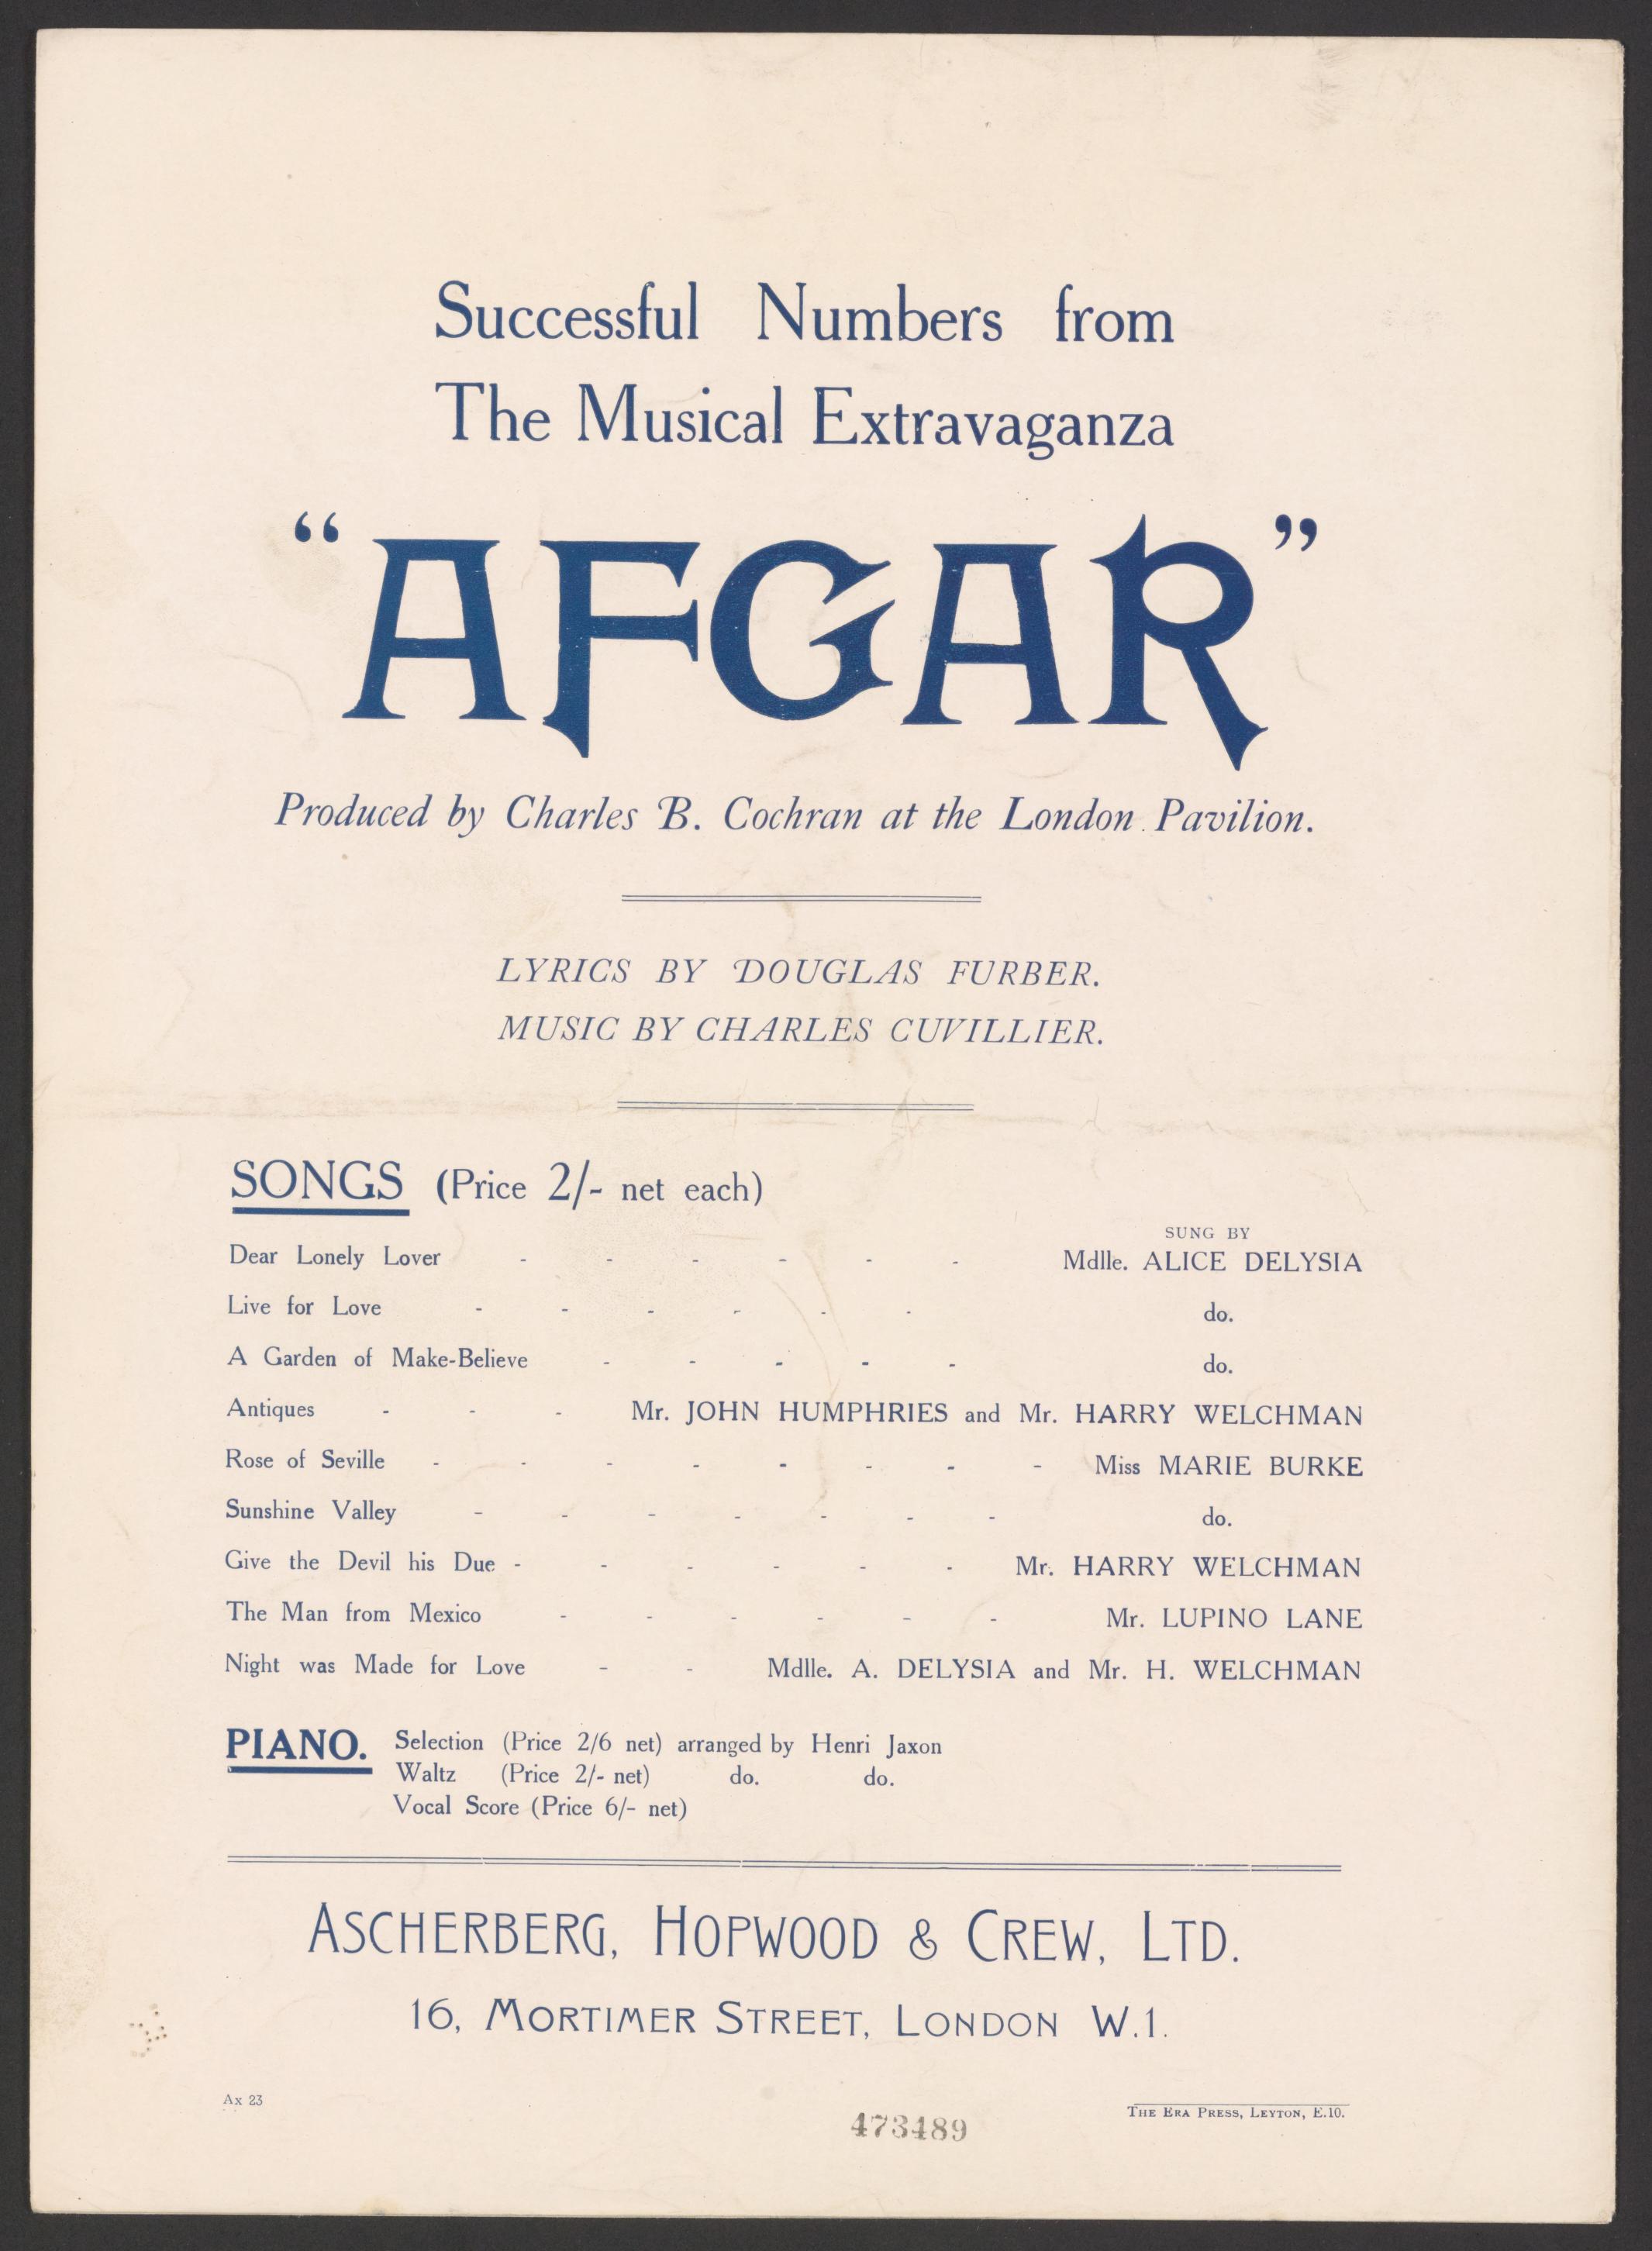 Successful Numbers from
The Musical Extravaganza
“AFGAR”
Produced by Charles B. Cochran at the London Pavilion.
LYRICS BY DOUGLAS FURBER.
MUSIC BY CHARLES CUVILLIER.
SONGS (Price 2/- net each)
SUNG BY
Dear Lonely Lover - - - - - - Mdlle. ALICE DELYSIA
Live for Love - - - - - - do.
A Garden of Make-Believe - - - - - do.
Antiques - - - Mr. JOHN HUMPHRIES and Mr. HARRY WELCHMAN
Rose of Seville - - - - - - - - Miss MARIE BURKE
Sunshine Valley - - - - - - - do.
Give the Devil his Due - - - - - - Mr. HARRY WELCHMAN
The Man from Mexico - - - - - - Mr. LUPINO LANE
Night was Made for Love - - Mdlle. A. DELYSIA and Mr. H. WELCHMAN
PIANO. Selection (Price 2/6 net) arranged by Henri Jaxon
Waltz (Price 2/- net) do. do.
Vocal Score (Price 6/- net)
ASCHERBERG, HOPWOOD & CREW, LTD.
16, MORTIMER STREET, LONDON W.1.
Ax 23
THE ERA PRESS, LEYTON, E.10.
473489